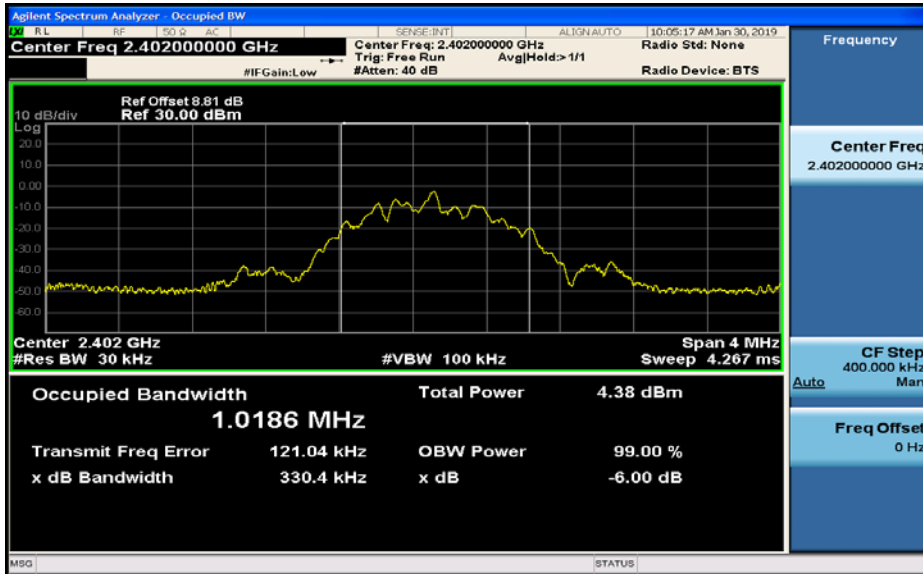 Agilent Spectrum Analyzer - Occupied BW
RL RF 50 Ω AC SENSE:INT ALIGN AUTO 10:05:17 AM Jan 30, 2019
Center Freq 2.402000000 GHz
Center Freq: 2.402000000 GHz
Radio Std: None
Trig: Free Run Avg|Hold:> 1/1
#IFGain:Low
#Atten: 40 dB
Radio Device: BTS
Ref Offset 8.81 dB
10 dB/div Ref 30.00 dBm
Log
20.0
10.0
0.00
-10.0
-20.0
-30.0
-40.0
-50.0
-60.0
Center 2.402 GHz Span 4 MHz
#Res BW 30 kHz #VBW 100 kHz Sweep 4.267 ms
Occupied Bandwidth Total Power 4.38 dBm
1.0186 MHz
Transmit Freq Error 121.04 kHz OBW Power 99.00 %
x dB Bandwidth 330.4 kHz x dB -6.00 dB
MSG STATUS
Frequency
Center Freq
2.402000000 GHz
CF Step
400.000 kHz
Auto Man
Freq Offset
0 Hz